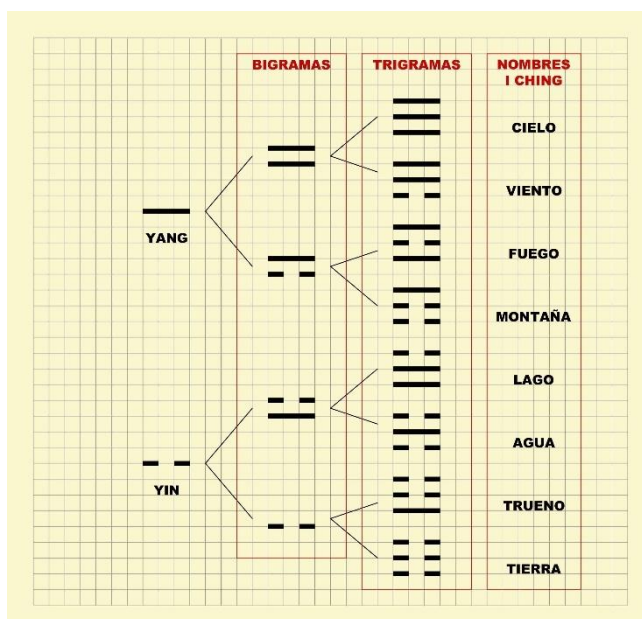 BIGRAMAS
TRIGRAMAS
NOMBRES
I CHING
CIELO
VIENTO
YANG
FUEGO
MONTAÑA
LAGO
AGUA
YIN
TRUENO
TIERRA